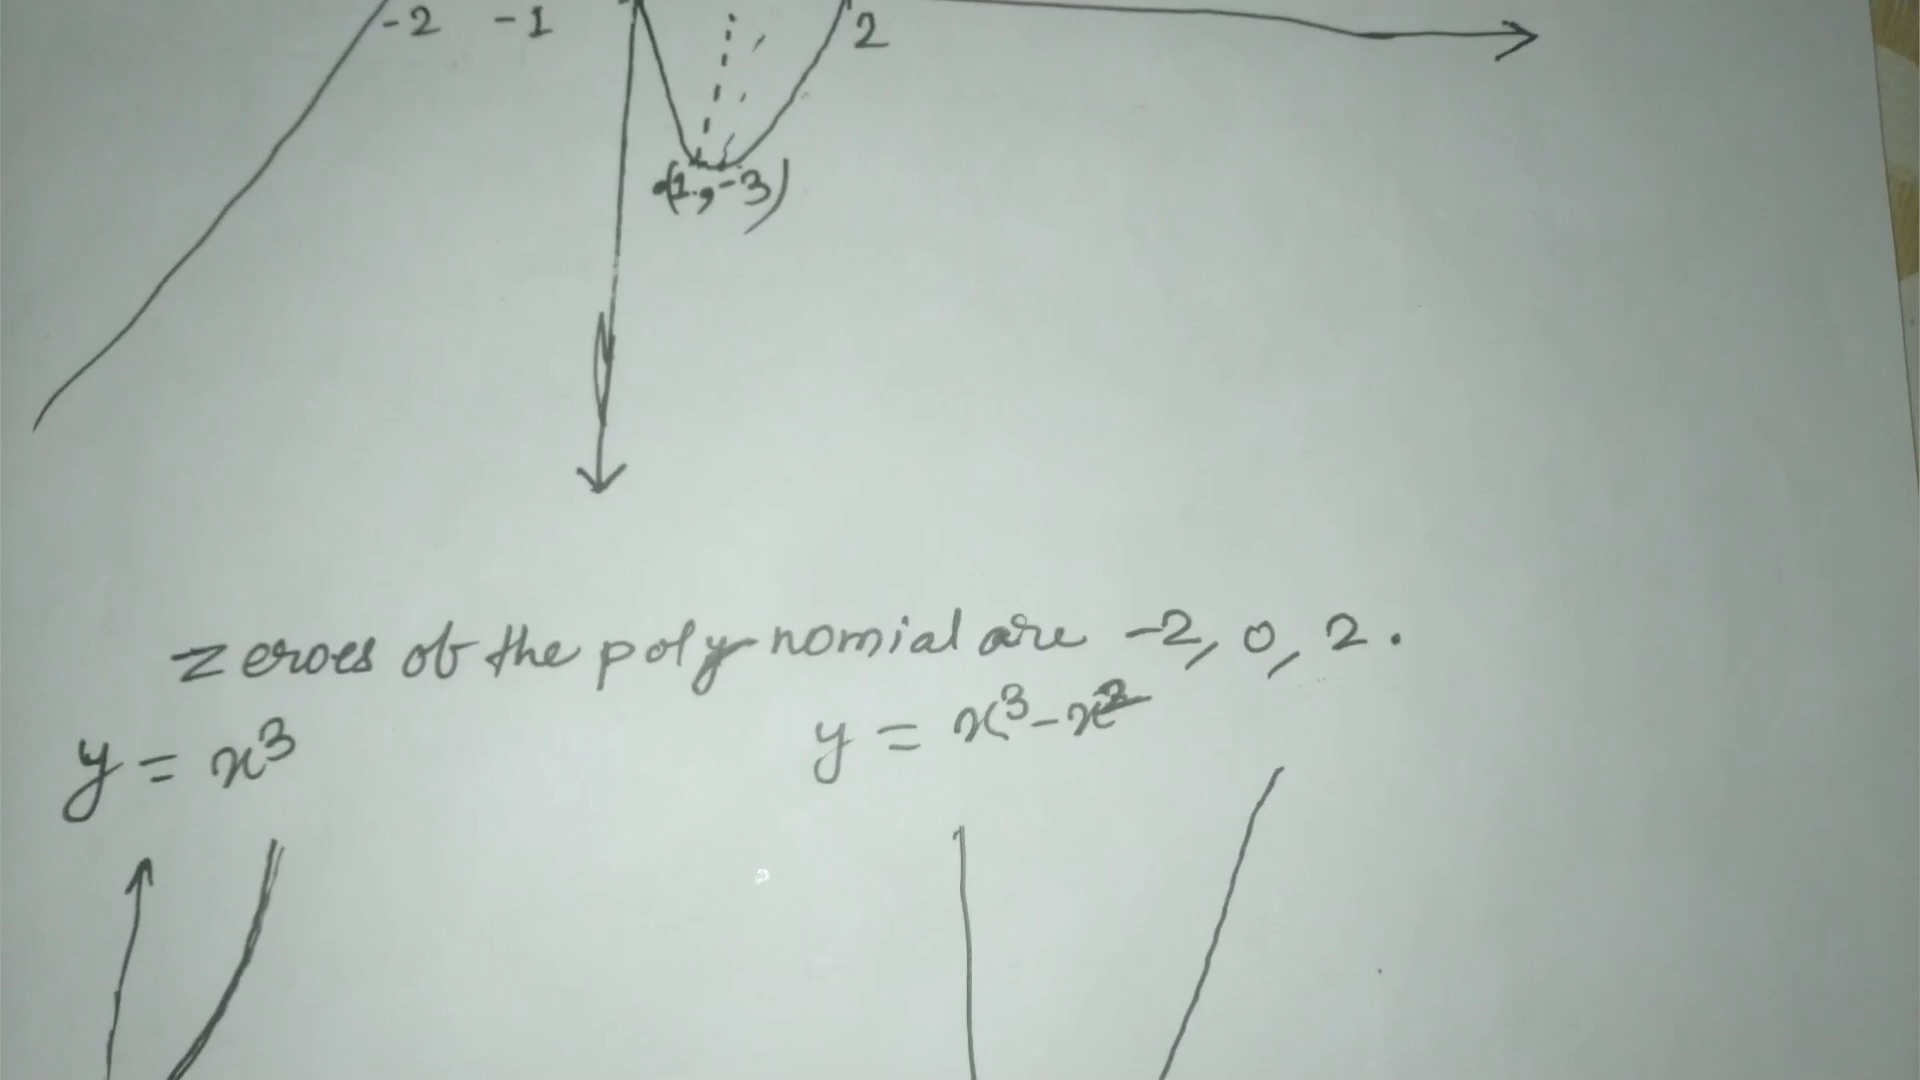 -2 -1 2
(1, -3)
zeroes of the polynomial are -2, 0, 2.
y = x³ y = x³-x²